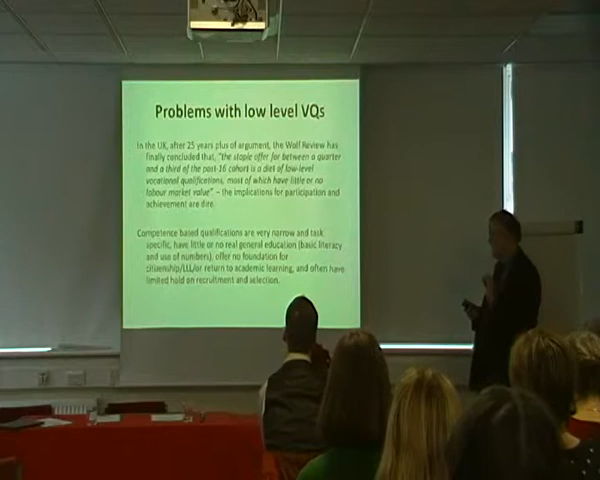 Problems with low level VQs
In the UK, after 25 years plus of argument, the Wolf Review has
finally concluded that, "the staple offer for between a quarter
and a third of the post-16 cohort is a diet of low-level
vocational qualifications, most of which have little or no
labour market value" – the implications for participation and
achievement are dire.
Competence based qualifications are very narrow and task
specific, have little or no real general education (basic literacy
and use of numbers), offer no foundation for
citizenship/LLL/or return to academic learning, and often have
limited hold on recruitment and selection.